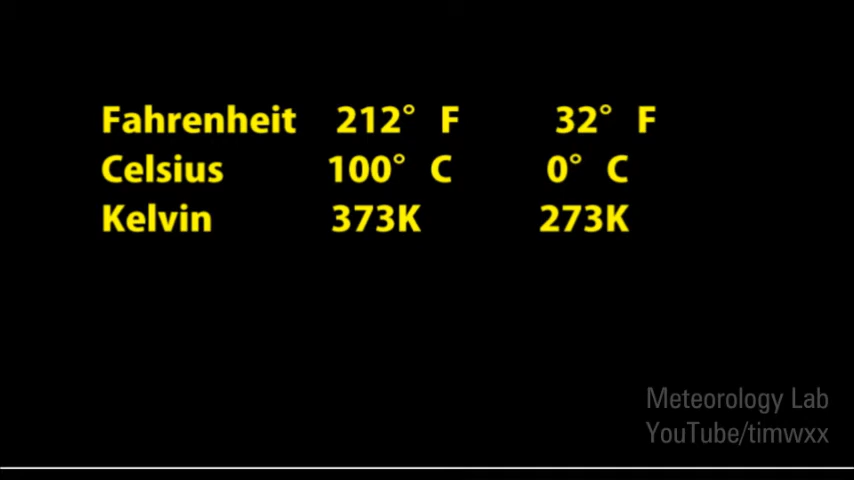 Fahrenheit 212° F 32° F
Celsius 100° C 0° C
Kelvin 373K 273K
Meteorology Lab
YouTube/timwxx